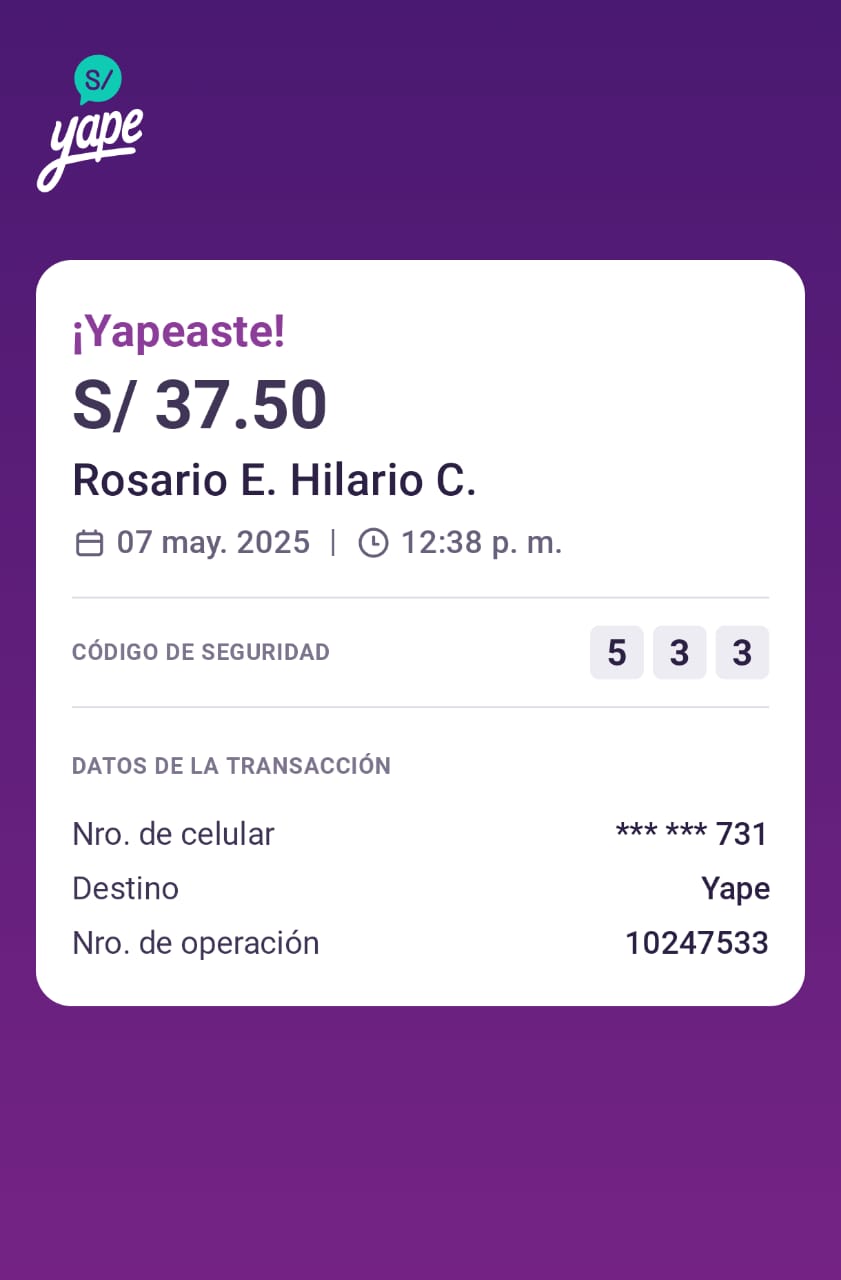 S/
yape
¡Yapeaste!
S/ 37.50
Rosario E. Hilario C.
07 may. 2025 | 12:38 p. m.
CÓDIGO DE SEGURIDAD 5 3 3
DATOS DE LA TRANSACCIÓN
Nro. de celular *** *** 731
Destino Yape
Nro. de operación 10247533